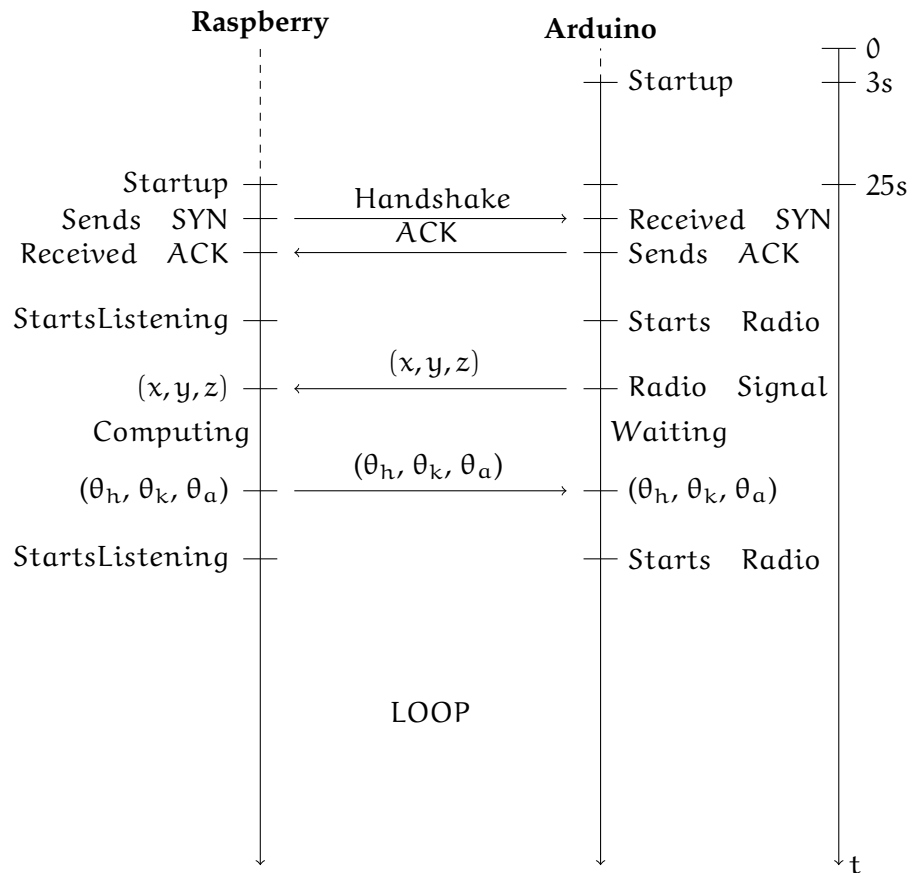 Raspberry Arduino 0
Startup 3s
Startup 25s
Handshake
Sends SYN Received SYN
ACK
Received ACK Sends ACK
StartsListening Starts Radio
(x, y, z)
(x, y, z) Radio Signal
Computing Waiting
(θh, θk, θa)
(θh, θk, θa) (θh, θk, θa)
StartsListening Starts Radio
LOOP
t